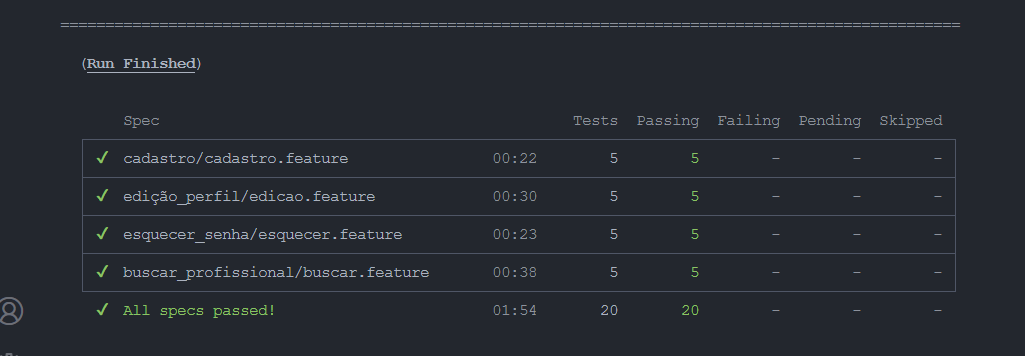 ====================================================================================================
(Run Finished)
Spec Tests Passing Failing Pending Skipped
✔ cadastro/cadastro.feature 00:22 5 5 - - -
✔ edição_perfil/edicao.feature 00:30 5 5 - - -
✔ esquecer_senha/esquecer.feature 00:23 5 5 - - -
✔ buscar_profissional/buscar.feature 00:38 5 5 - - -
✔ All specs passed! 01:54 20 20 - - -